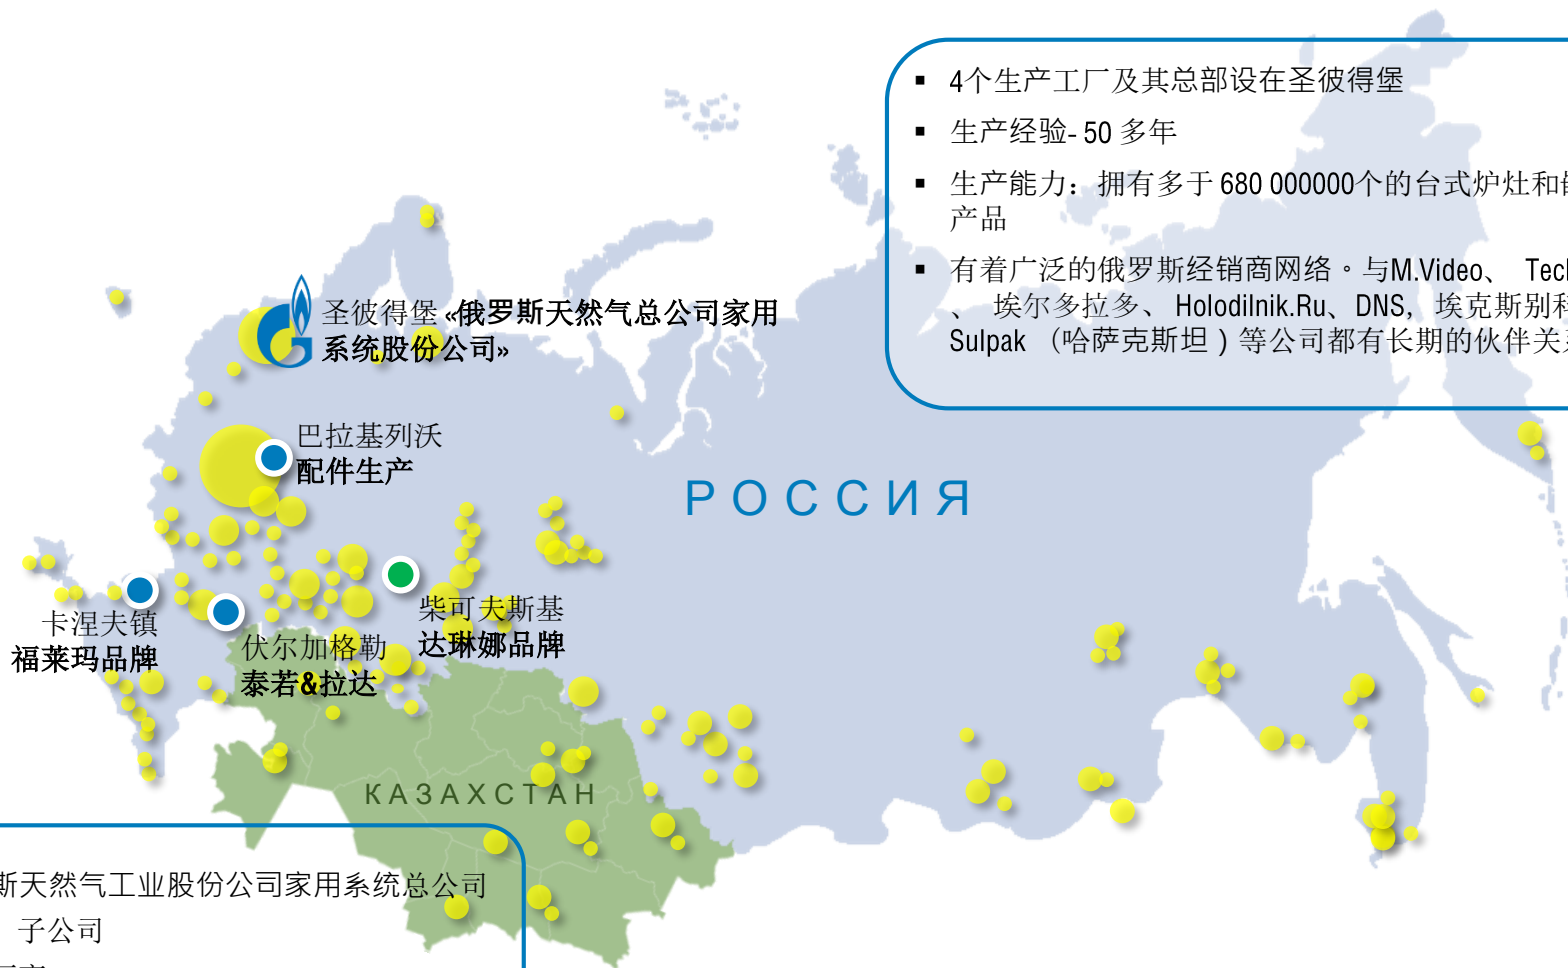 4个生产工厂及其总部设在圣彼得堡
生产经验- 50 多年
生产能力：拥有多于 680 000000个的台式炉灶和
产品
有着广泛的俄罗斯经销商网络。与M.Video、
、 埃尔多拉多、 Holodilnik.Ru、DNS, 埃克斯别科
Sulpak （哈萨克斯坦）等公司都有长期的伙伴关系
圣彼得堡 «俄罗斯天然气总公司家用
系统股份公司»
巴拉基列沃
配件生产
РОССИЯ
柴可夫斯基
达琳娜品牌
卡涅夫镇
福莱玛品牌
伏尔加格勒
泰若&拉达
КАЗАХСТАН
斯天然气工业股份公司家用系统总公司
子公司